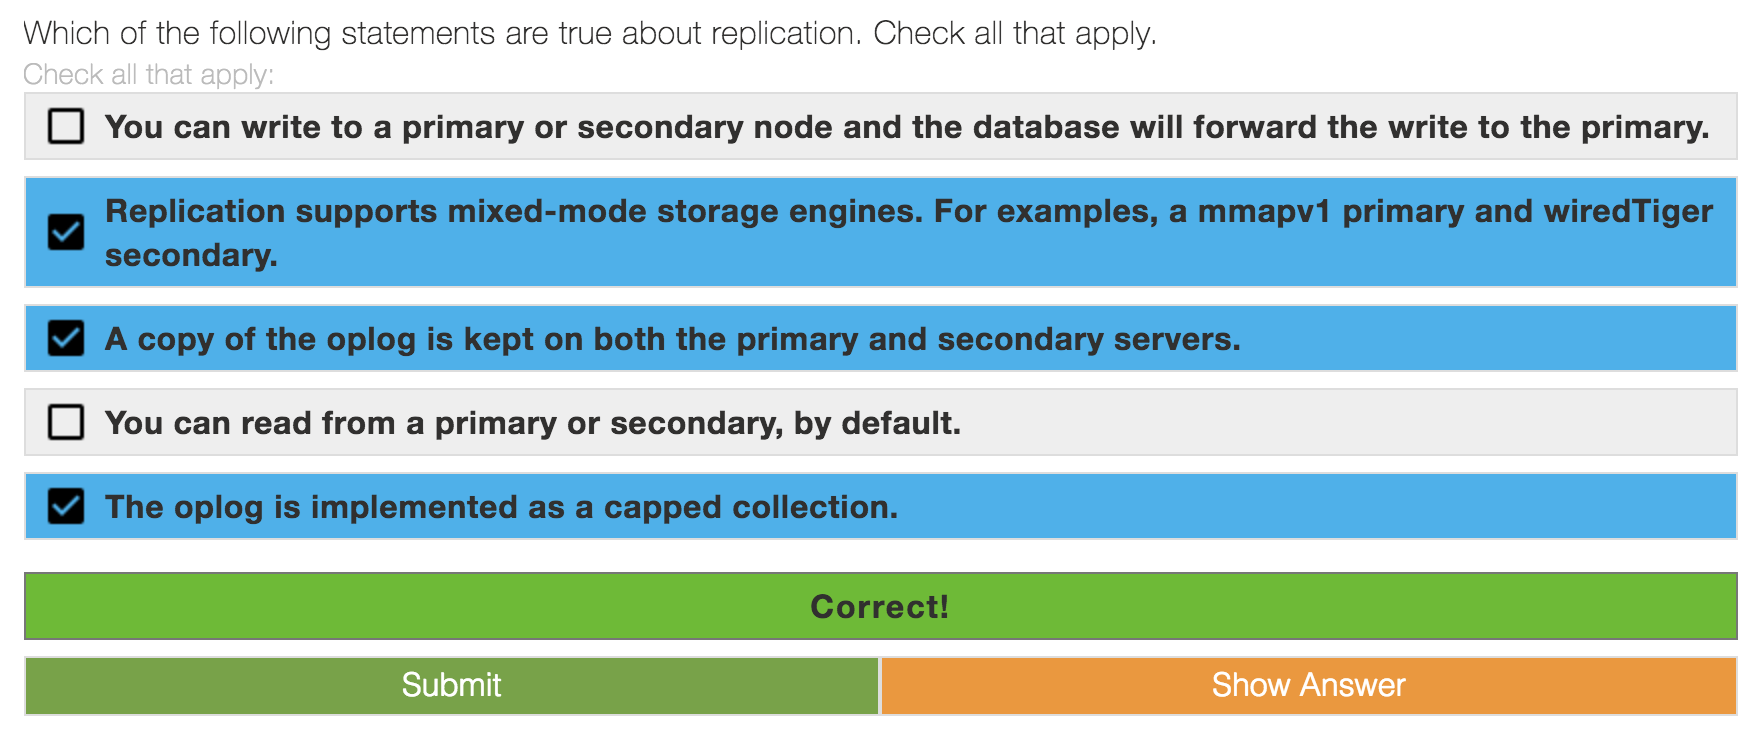 Which of the following statements are true about replication. Check all that apply.
Check all that apply:
You can write to a primary or secondary node and the database will forward the write to the primary.
Replication supports mixed-mode storage engines. For examples, a mmapv1 primary and wiredTiger
secondary.
A copy of the oplog is kept on both the primary and secondary servers.
You can read from a primary or secondary, by default.
The oplog is implemented as a capped collection.
Correct!
Submit
Show Answer